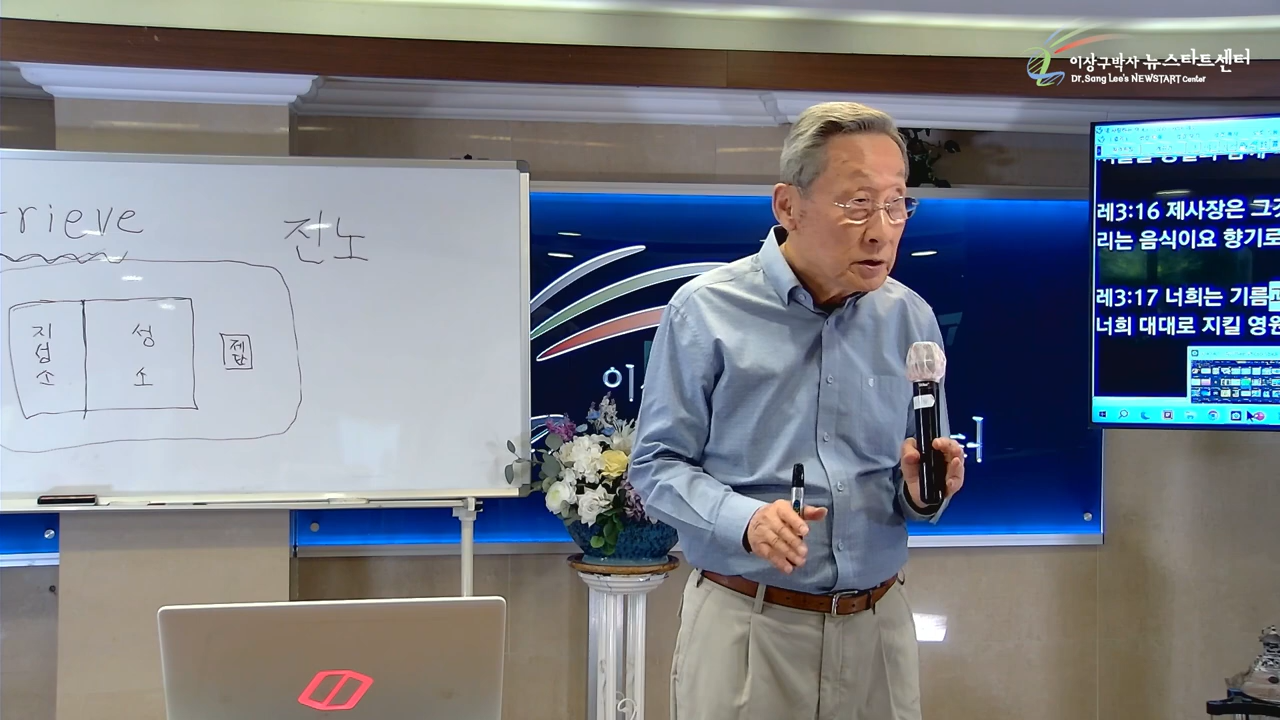 이상구박사 뉴스타트센터
Dr. Sang Lee's NEWSTART Center
rieve
전노
지성소
성소
제단
레3:16 제사장은 그것
리는 음식이요 향기로
레3:17 너희는 기름과
너희 대대로 지킬 영원